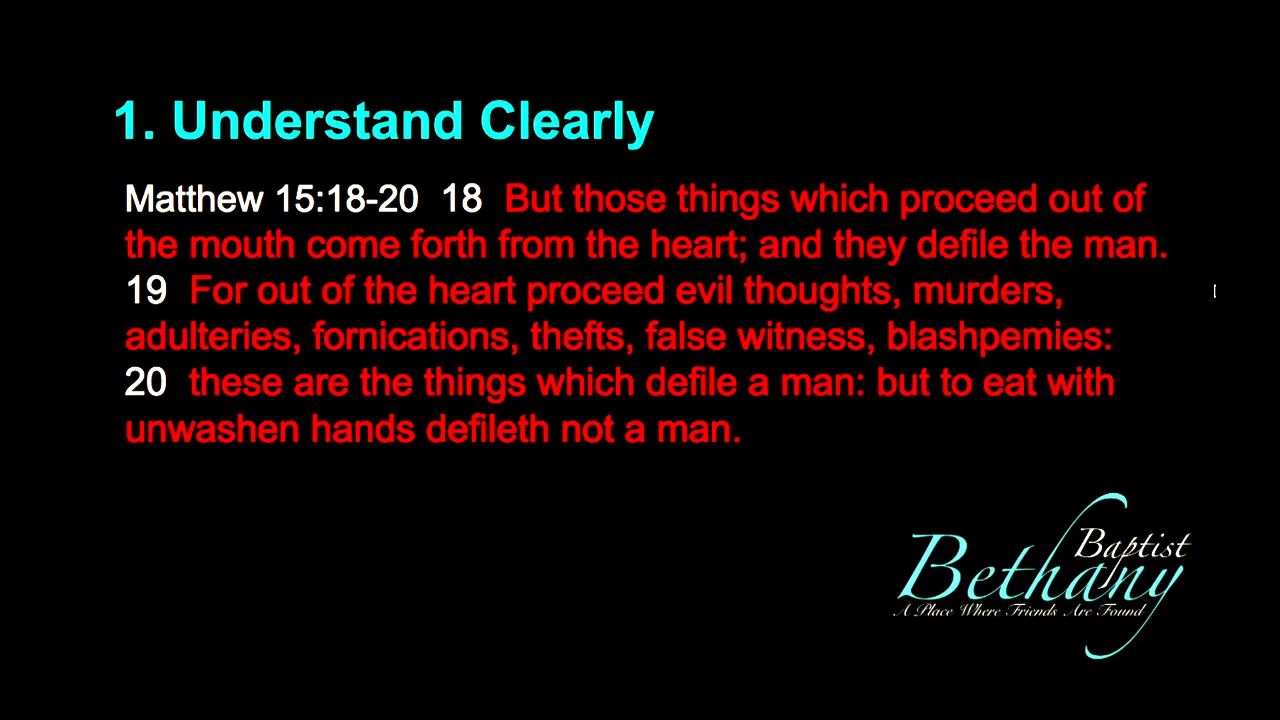 1. Understand Clearly
Matthew 15:18-20 18 But those things which proceed out of
the mouth come forth from the heart; and they defile the man.
19 For out of the heart proceed evil thoughts, murders,
adulteries, fornications, thefts, false witness, blashpemies:
20 these are the things which defile a man: but to eat with
unwashen hands defileth not a man.
Baptist
Bethany
A Place Where Friends Are Found